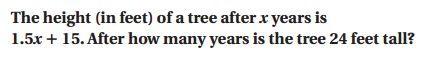 The height (in feet) of a tree after x years is
1.5x + 15. After how many years is the tree 24 feet tall?